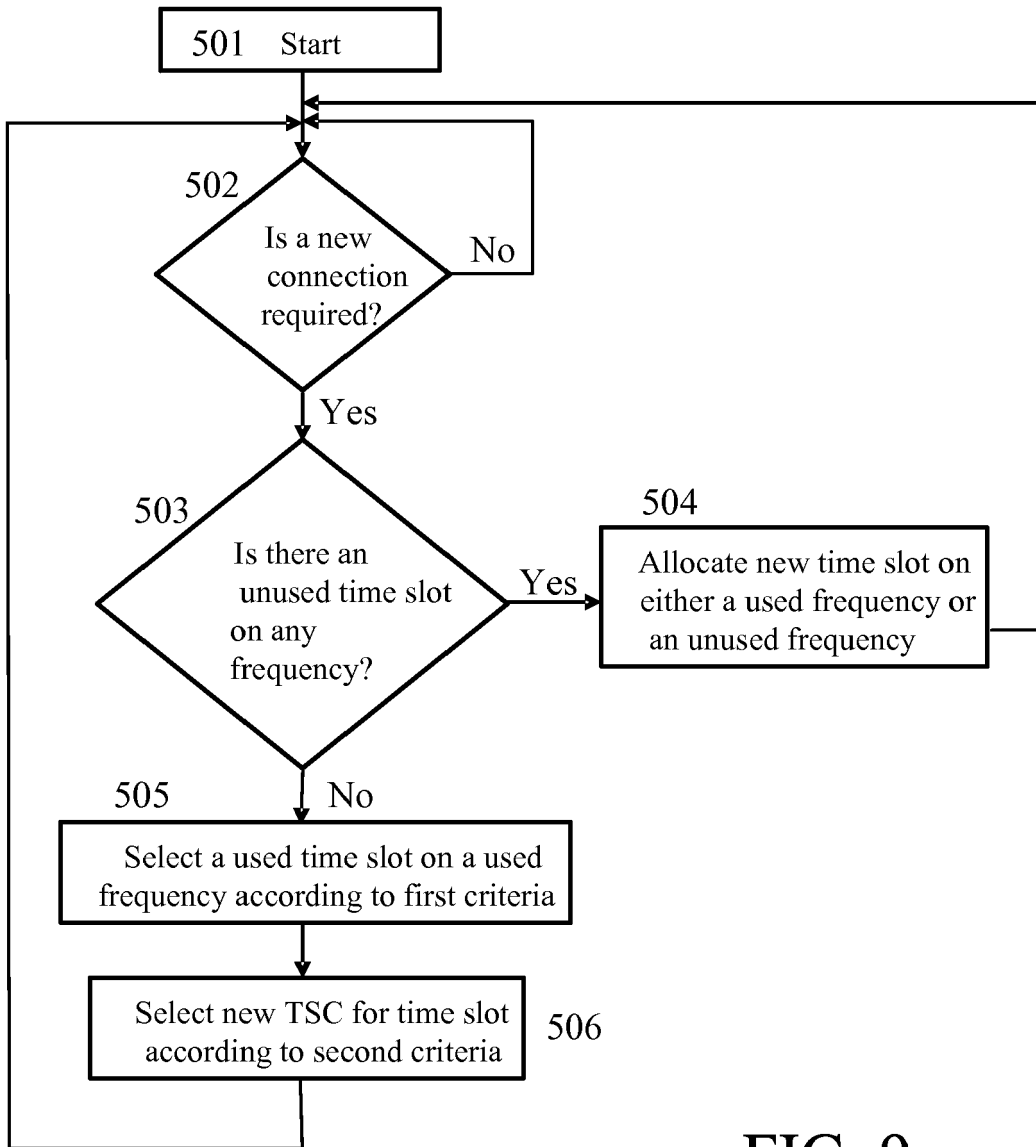 501 Start
502
Is a new
connection
required?
No
Yes
503
Is there an
unused time slot
on any
frequency?
Yes
504
Allocate new time slot on
either a used frequency or
an unused frequency
No
505
Select a used time slot on a used
frequency according to first criteria
Select new TSC for time slot
according to second criteria
506
FIG. 9